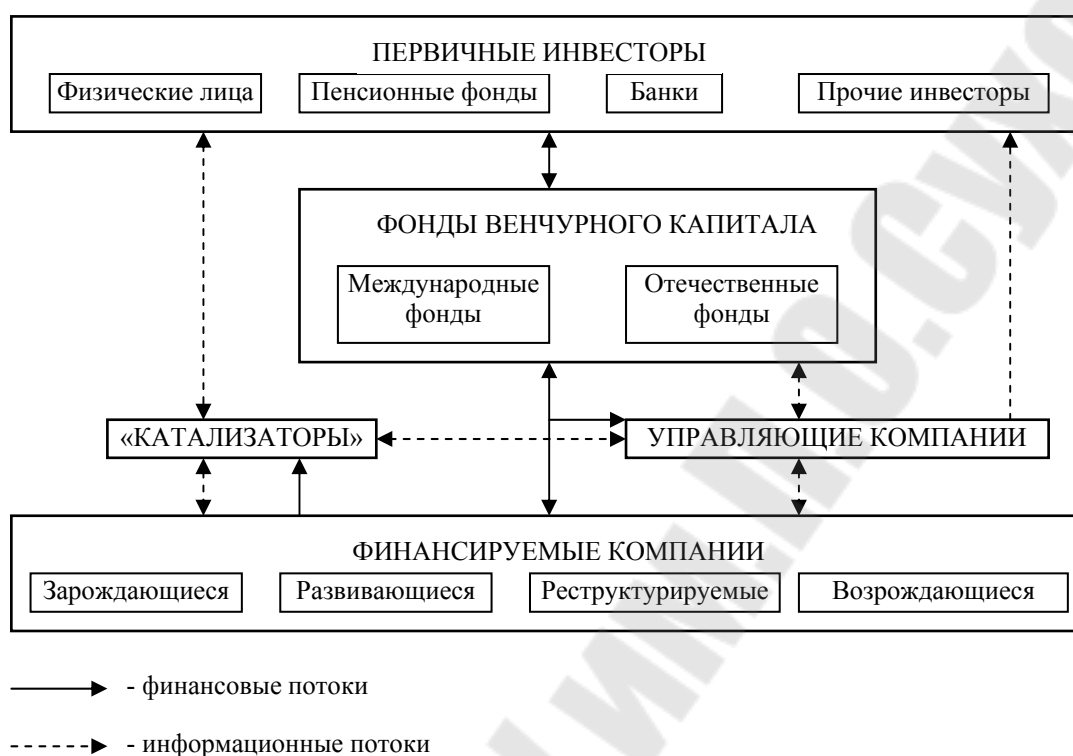 ПЕРВИЧНЫЕ ИНВЕСТОРЫ
Физические лица
Пенсионные фонды
Банки
Прочие инвесторы
ФОНДЫ ВЕНЧУРНОГО КАПИТАЛА
Международные
фонды
Отечественные
фонды
«КАТАЛИЗАТОРЫ»
УПРАВЛЯЮЩИЕ КОМПАНИИ
ФИНАНСИРУЕМЫЕ КОМПАНИИ
Зарождающиеся
Развивающиеся
Реструктурируемые
Возрождающиеся
- финансовые потоки
- информационные потоки